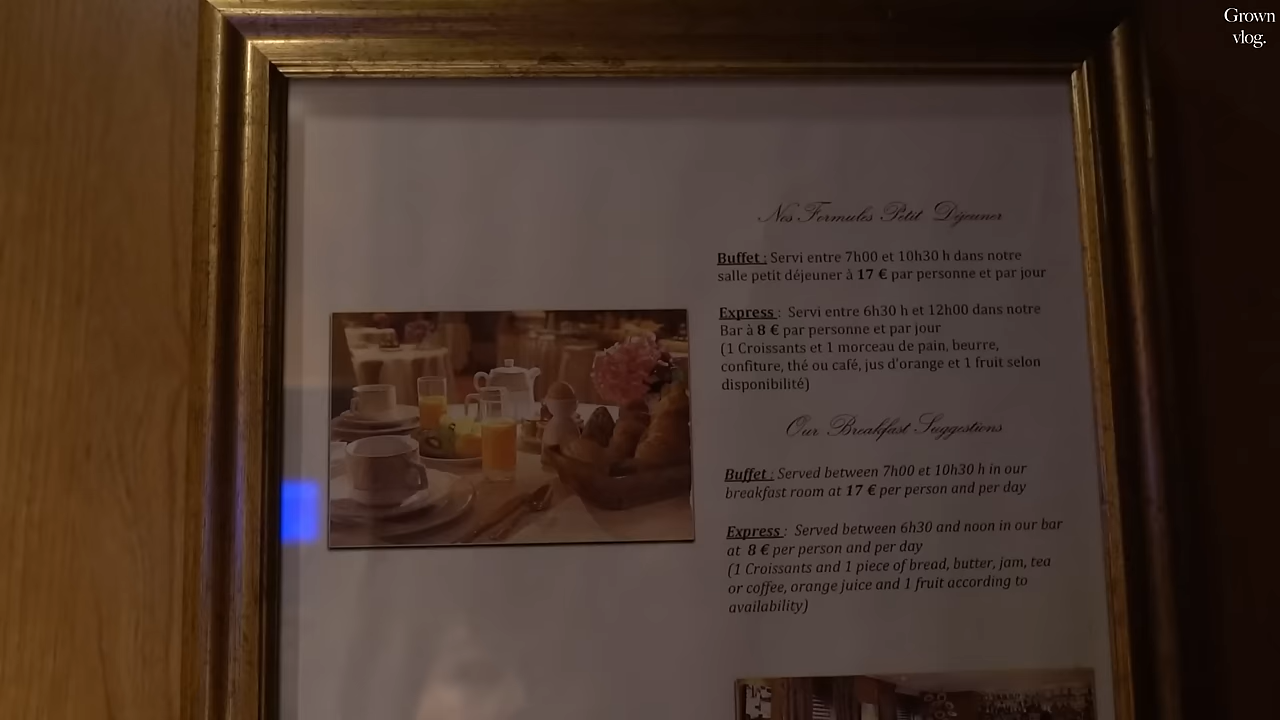 Grown
vlog.
Nos Formules Petit Déjeuner
Buffet : Servi entre 7h00 et 10h30 h dans notre
salle petit déjeuner à 17 € par personne et par jour
Express : Servi entre 6h30 h et 12h00 dans notre
Bar à 8 € par personne et par jour
(1 Croissants et 1 morceau de pain, beurre,
confiture, thé ou café, jus d'orange et 1 fruit selon
disponibilité)
Our Breakfast Suggestions
Buffet : Served between 7h00 et 10h30 h in our
breakfast room at 17 € per person and per day
Express : Served between 6h30 and noon in our bar
at 8 € per person and per day
(1 Croissants and 1 piece of bread, butter, jam, tea
or coffee, orange juice and 1 fruit according to
availability)